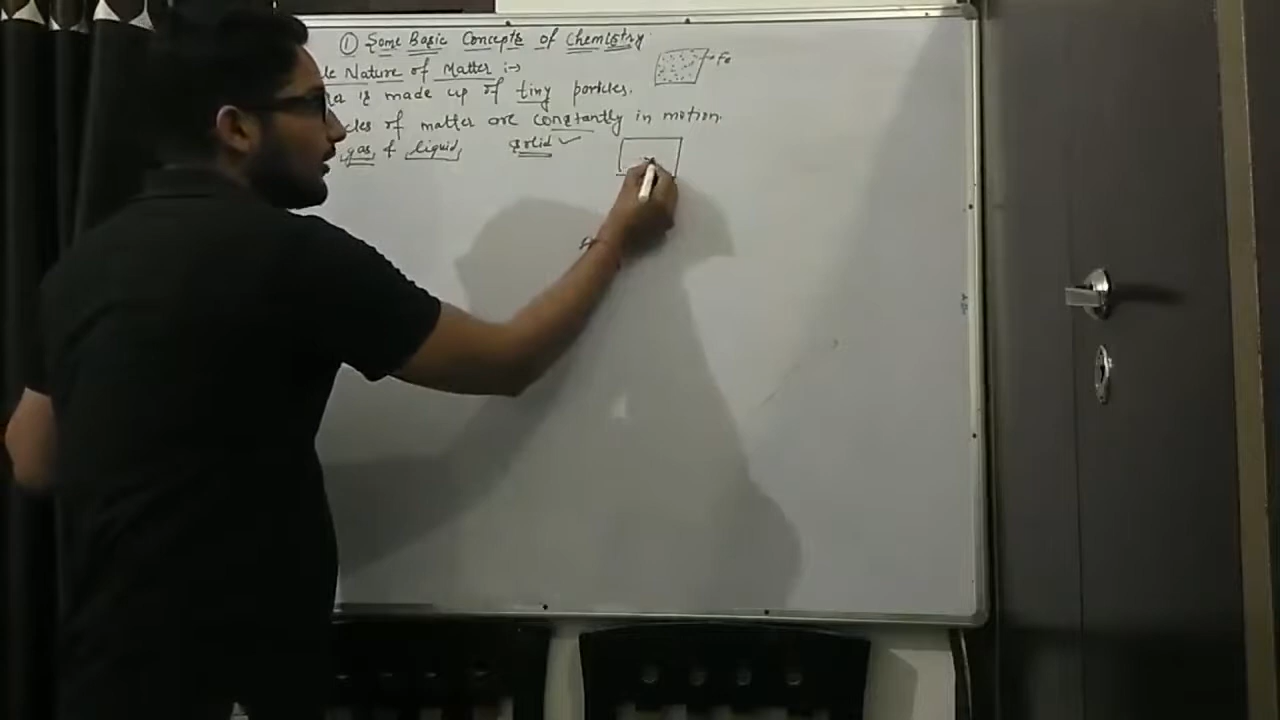 ① Some Basic Concepts of Chemistry
Nature of Matter :→
→ Fe
is made up of tiny particles.
of matter are constantly in motion.
gas & liquid, solid ✓